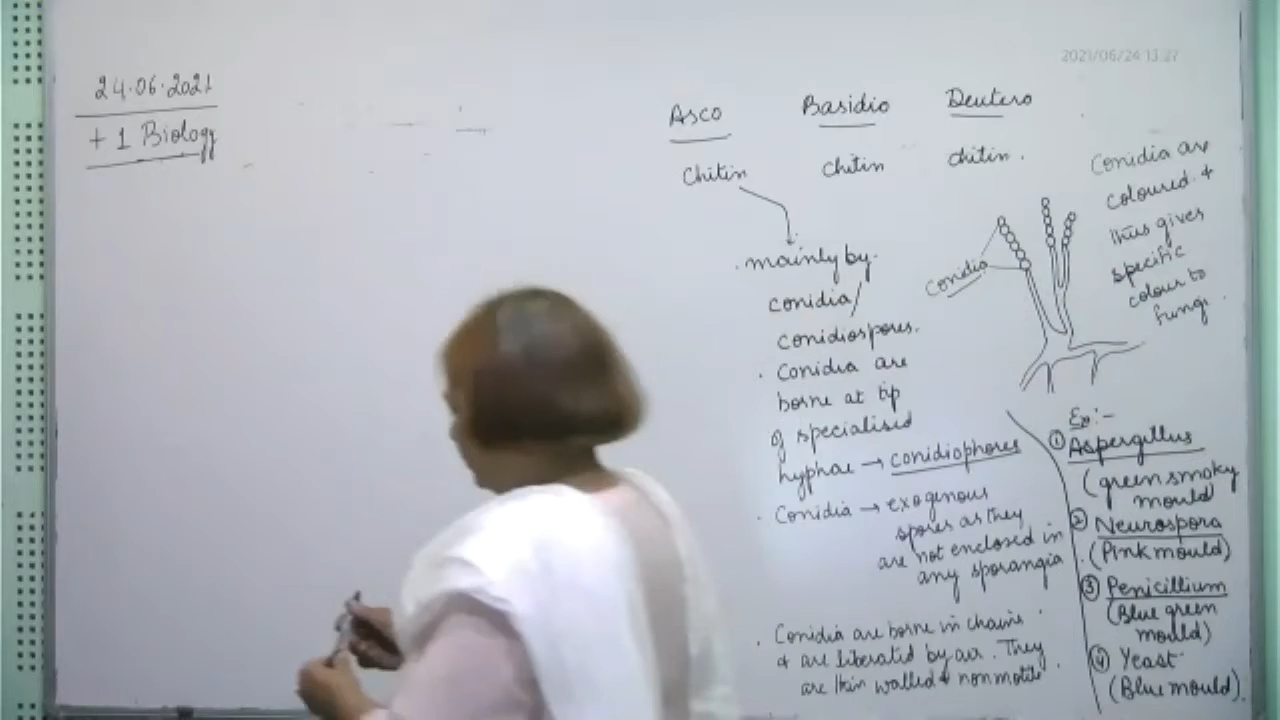 2021/06/24 13:27
24.06.2021
+ 1 Biology
Asco Basidio Deutero
Chitin chitin chitin.
. mainly by
conidia/
conidiospores.
. Conidia are
borne at tip
of specialised
hyphae → conidiophores
. Conidia → exogenous
spores as they
are not enclosed in
any sporangia
. Conidia are borne in chains
& are liberated by air. They
are thin walled & nonmotile.
Conidia
Conidia are
coloured &
thus gives
specific
colour to
fungi.
Ex:-
① Aspergillus
(green smoky
mould)
② Neurospora
(Pink mould)
③ Penicillium
(Blue green
mould)
④ Yeast
(Blue mould).